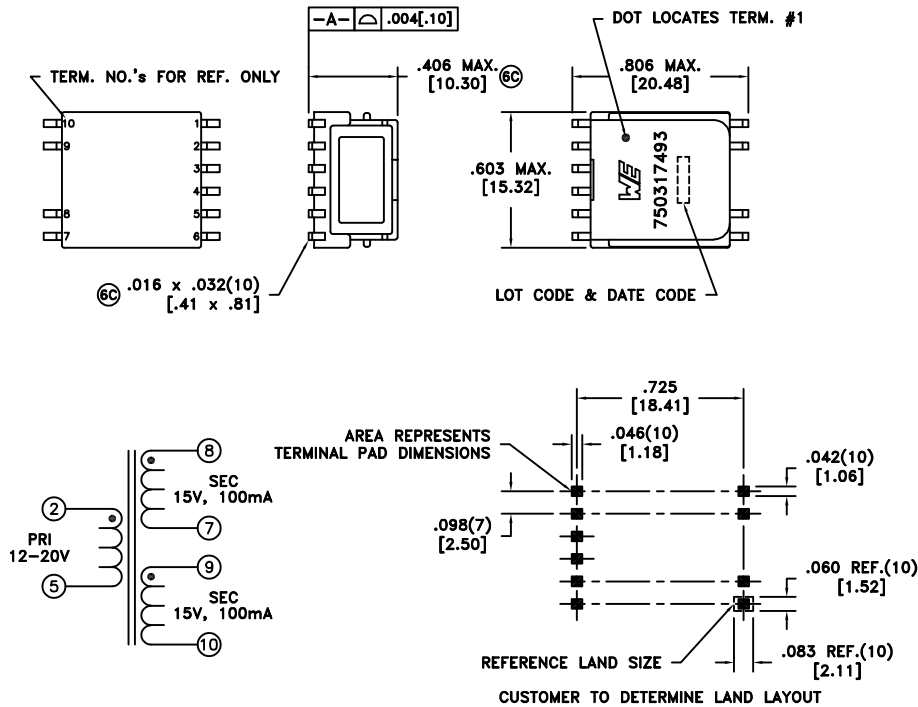 -A- .004[.10]
DOT LOCATES TERM. #1
TERM. NO.'s FOR REF. ONLY
.406 MAX.
[10.30] 6C
.806 MAX.
[20.48]
10 1
9 2
3
4
8 5
7 6
.603 MAX.
[15.32]
WE
750317493
6C .016 x .032(10)
[.41 x .81]
LOT CODE & DATE CODE
.725
[18.41]
AREA REPRESENTS
TERMINAL PAD DIMENSIONS
.046(10)
[1.18]
.042(10)
[1.06]
.098(7)
[2.50]
.060 REF.(10)
[1.52]
.083 REF.(10)
[2.11]
REFERENCE LAND SIZE
CUSTOMER TO DETERMINE LAND LAYOUT
8
SEC
15V, 100mA
7
2
PRI
12-20V
5
9
SEC
15V, 100mA
10